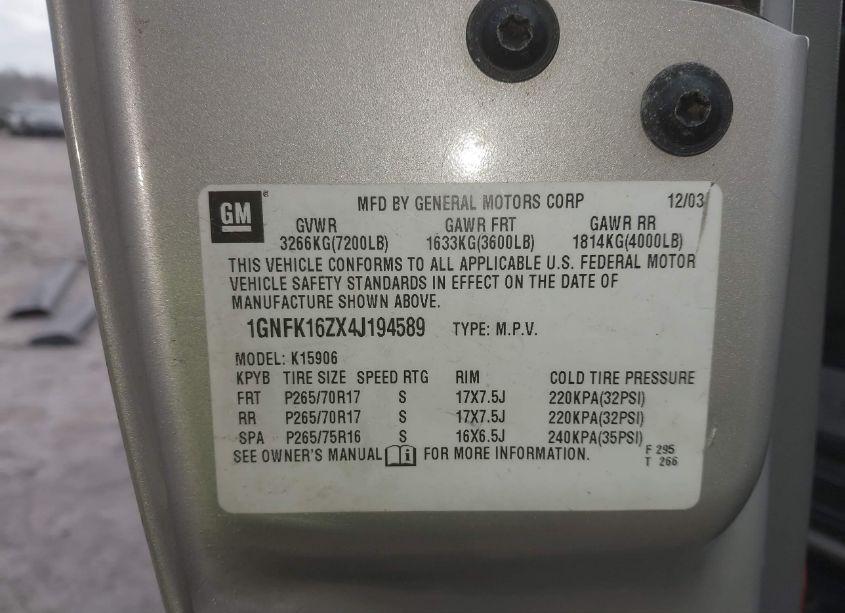 GM ® MFD BY GENERAL MOTORS CORP 12/03
GVWR GAWR FRT GAWR RR
3266KG(7200LB) 1633KG(3600LB) 1814KG(4000LB)
THIS VEHICLE CONFORMS TO ALL APPLICABLE U.S. FEDERAL MOTOR
VEHICLE SAFETY STANDARDS IN EFFECT ON THE DATE OF
MANUFACTURE SHOWN ABOVE.
1GNFK16ZX4J194589 TYPE: M.P.V.
MODEL: K15906
KPYB TIRE SIZE SPEED RTG RIM COLD TIRE PRESSURE
FRT P265/70R17 S 17X7.5J 220KPA(32PSI)
RR P265/70R17 S 17X7.5J 220KPA(32PSI)
SPA P265/75R16 S 16X6.5J 240KPA(35PSI)
SEE OWNER'S MANUAL FOR MORE INFORMATION.
F 295
T 266